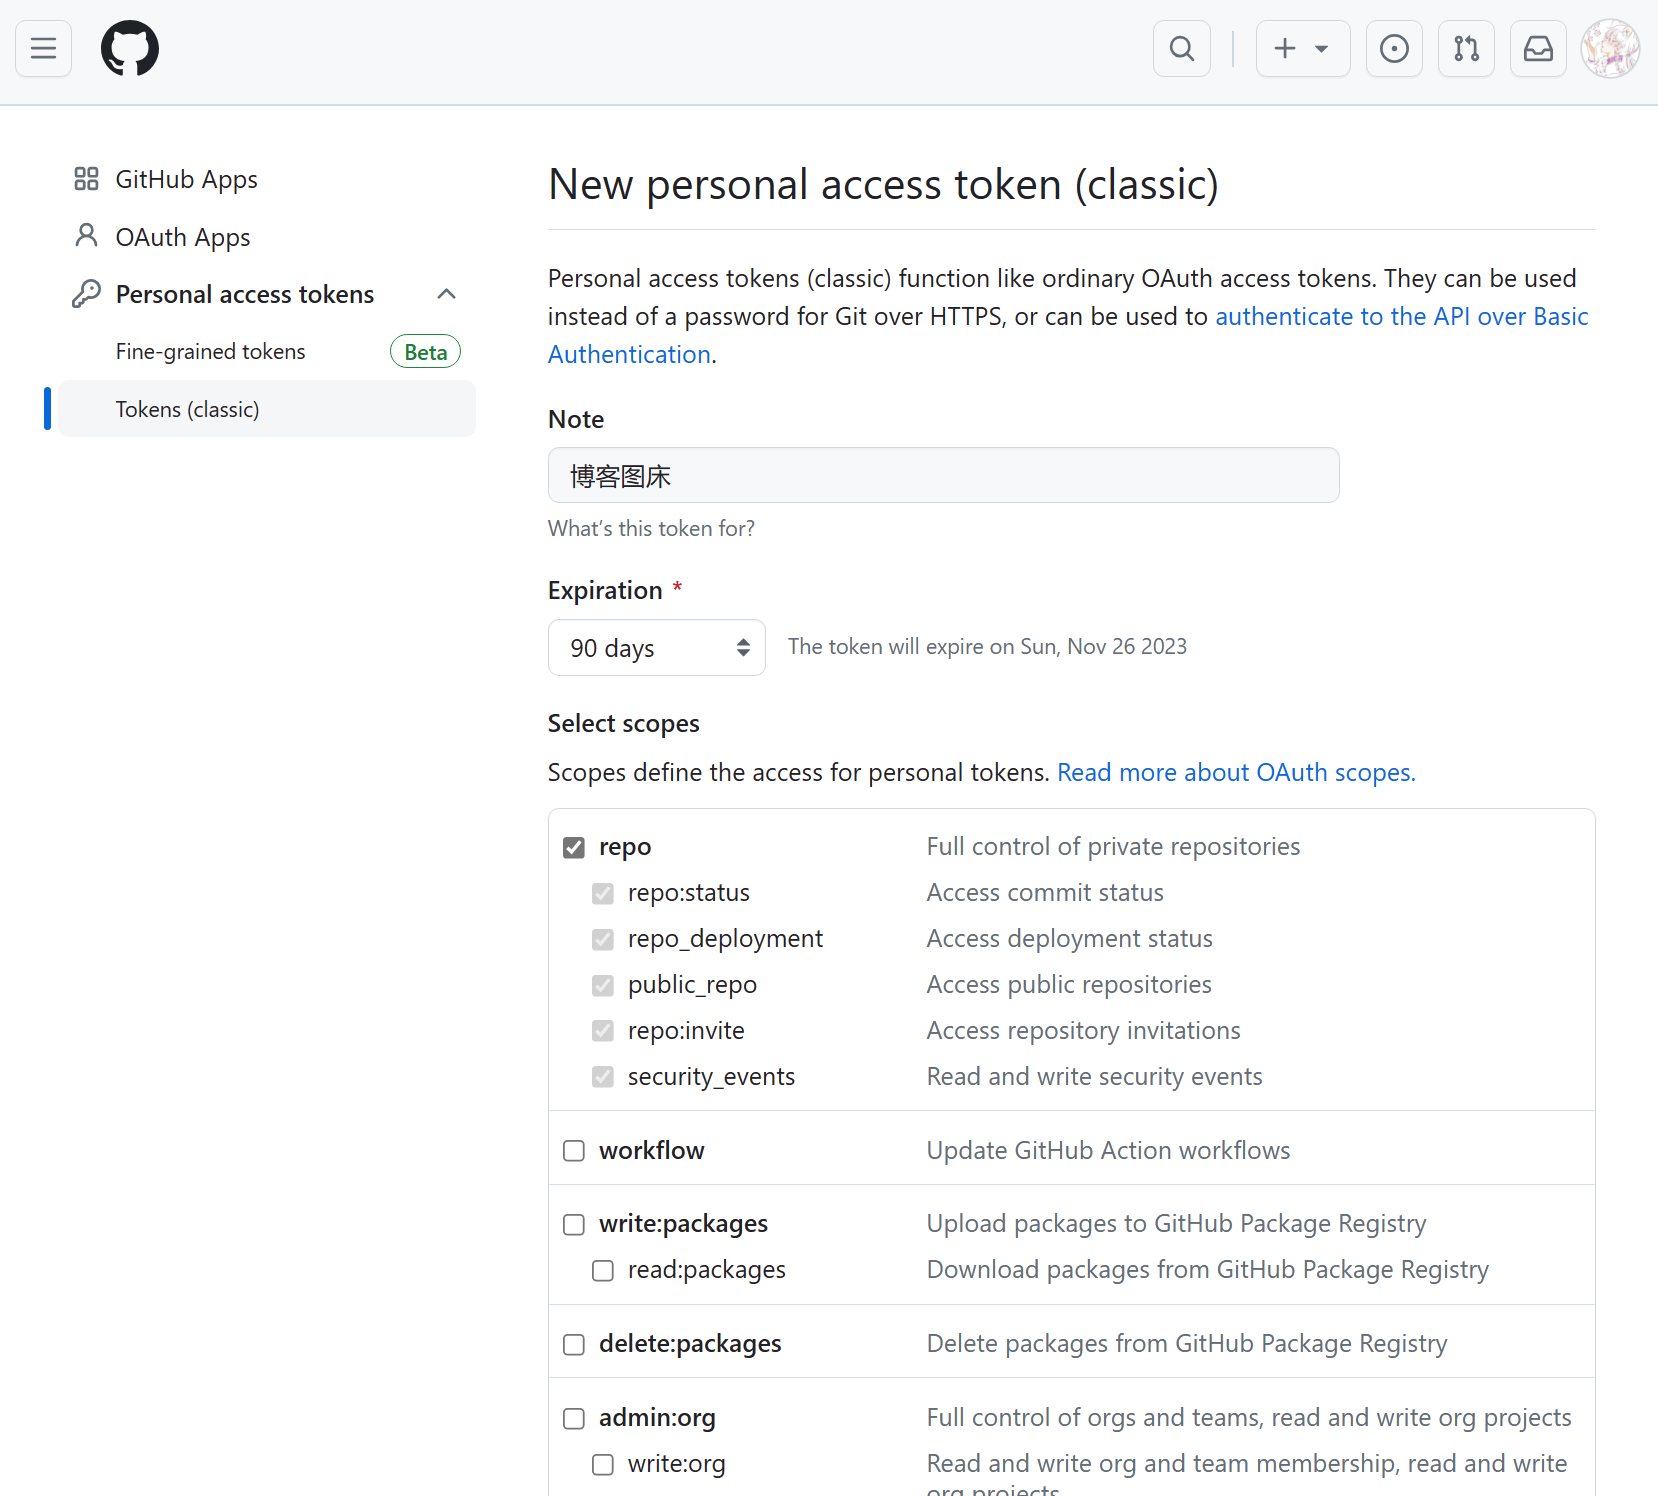 GitHub Apps
OAuth Apps
Personal access tokens
Fine-grained tokens Beta
Tokens (classic)
New personal access token (classic)
Personal access tokens (classic) function like ordinary OAuth access tokens. They can be used
instead of a password for Git over HTTPS, or can be used to authenticate to the API over Basic
Authentication.
Note
博客图床
What's this token for?
Expiration *
90 days The token will expire on Sun, Nov 26 2023
Select scopes
Scopes define the access for personal tokens. Read more about OAuth scopes.
repo Full control of private repositories
repo:status Access commit status
repo_deployment Access deployment status
public_repo Access public repositories
repo:invite Access repository invitations
security_events Read and write security events
workflow Update GitHub Action workflows
write:packages Upload packages to GitHub Package Registry
read:packages Download packages from GitHub Package Registry
delete:packages Delete packages from GitHub Package Registry
admin:org Full control of orgs and teams, read and write org projects
write:org Read and write org and team membership, read and write
org projects